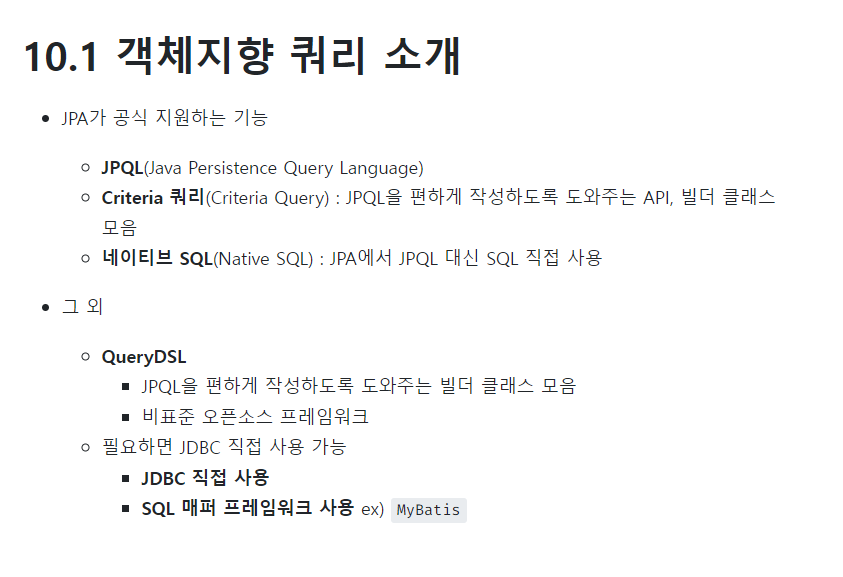 10.1 객체지향 쿼리 소개
JPA가 공식 지원하는 기능
JPQL(Java Persistence Query Language)
Criteria 쿼리(Criteria Query) : JPQL을 편하게 작성하도록 도와주는 API, 빌더 클래스
모음
네이티브 SQL(Native SQL) : JPA에서 JPQL 대신 SQL 직접 사용
그 외
QueryDSL
JPQL을 편하게 작성하도록 도와주는 빌더 클래스 모음
비표준 오픈소스 프레임워크
필요하면 JDBC 직접 사용 가능
JDBC 직접 사용
SQL 매퍼 프레임워크 사용 ex) MyBatis